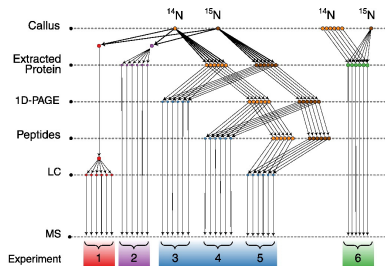 ¹⁴N ¹⁵N ¹⁴N ¹⁵N
Callus
Extracted
Protein
1D-PAGE
Peptides
LC
MS
Experiment 1 2 3 4 5 6